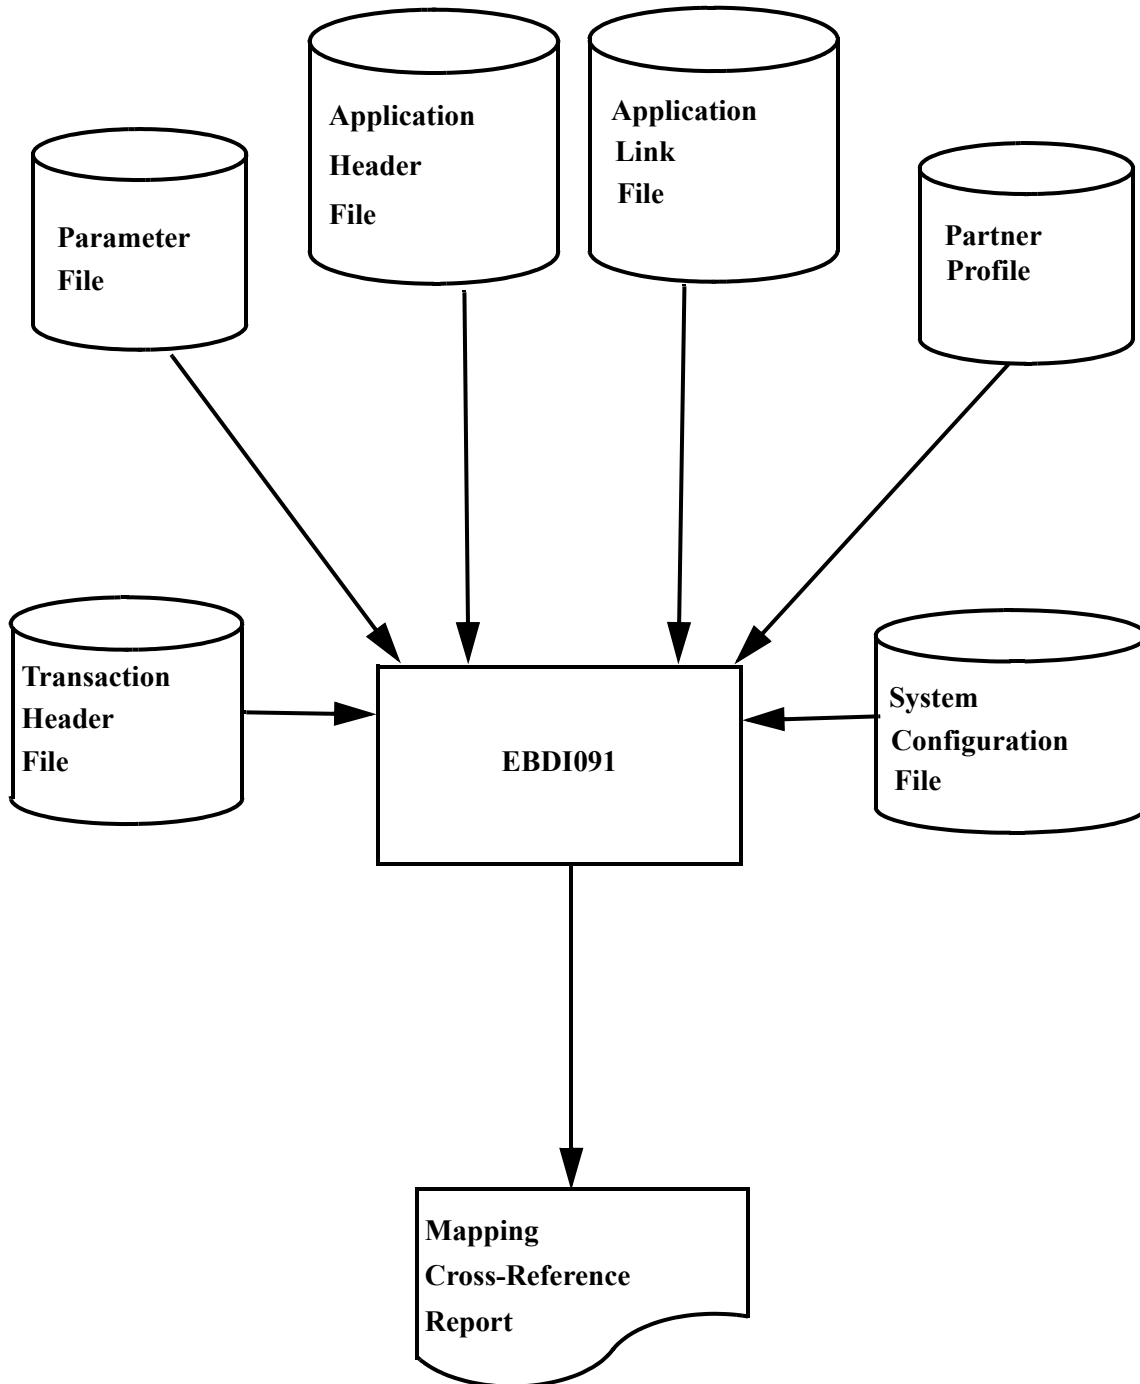 Application
Header
File
Application
Link
File
Parameter
File
Partner
Profile
Transaction
Header
File
EBDI091
System
Configuration
File
Mapping
Cross-Reference
Report